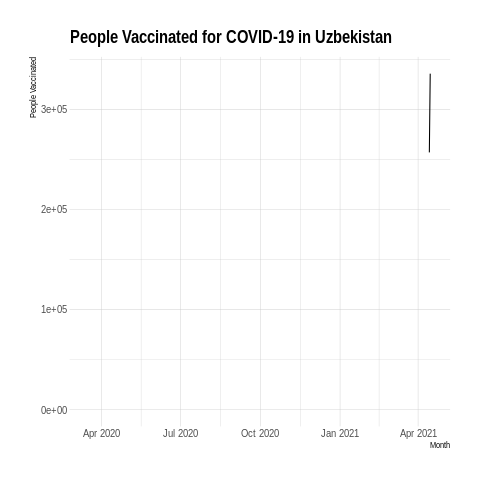 People Vaccinated for COVID-19 in Uzbekistan
People Vaccinated
3e+05
2e+05
1e+05
0e+00
Apr 2020 Jul 2020 Oct 2020 Jan 2021 Apr 2021
Month